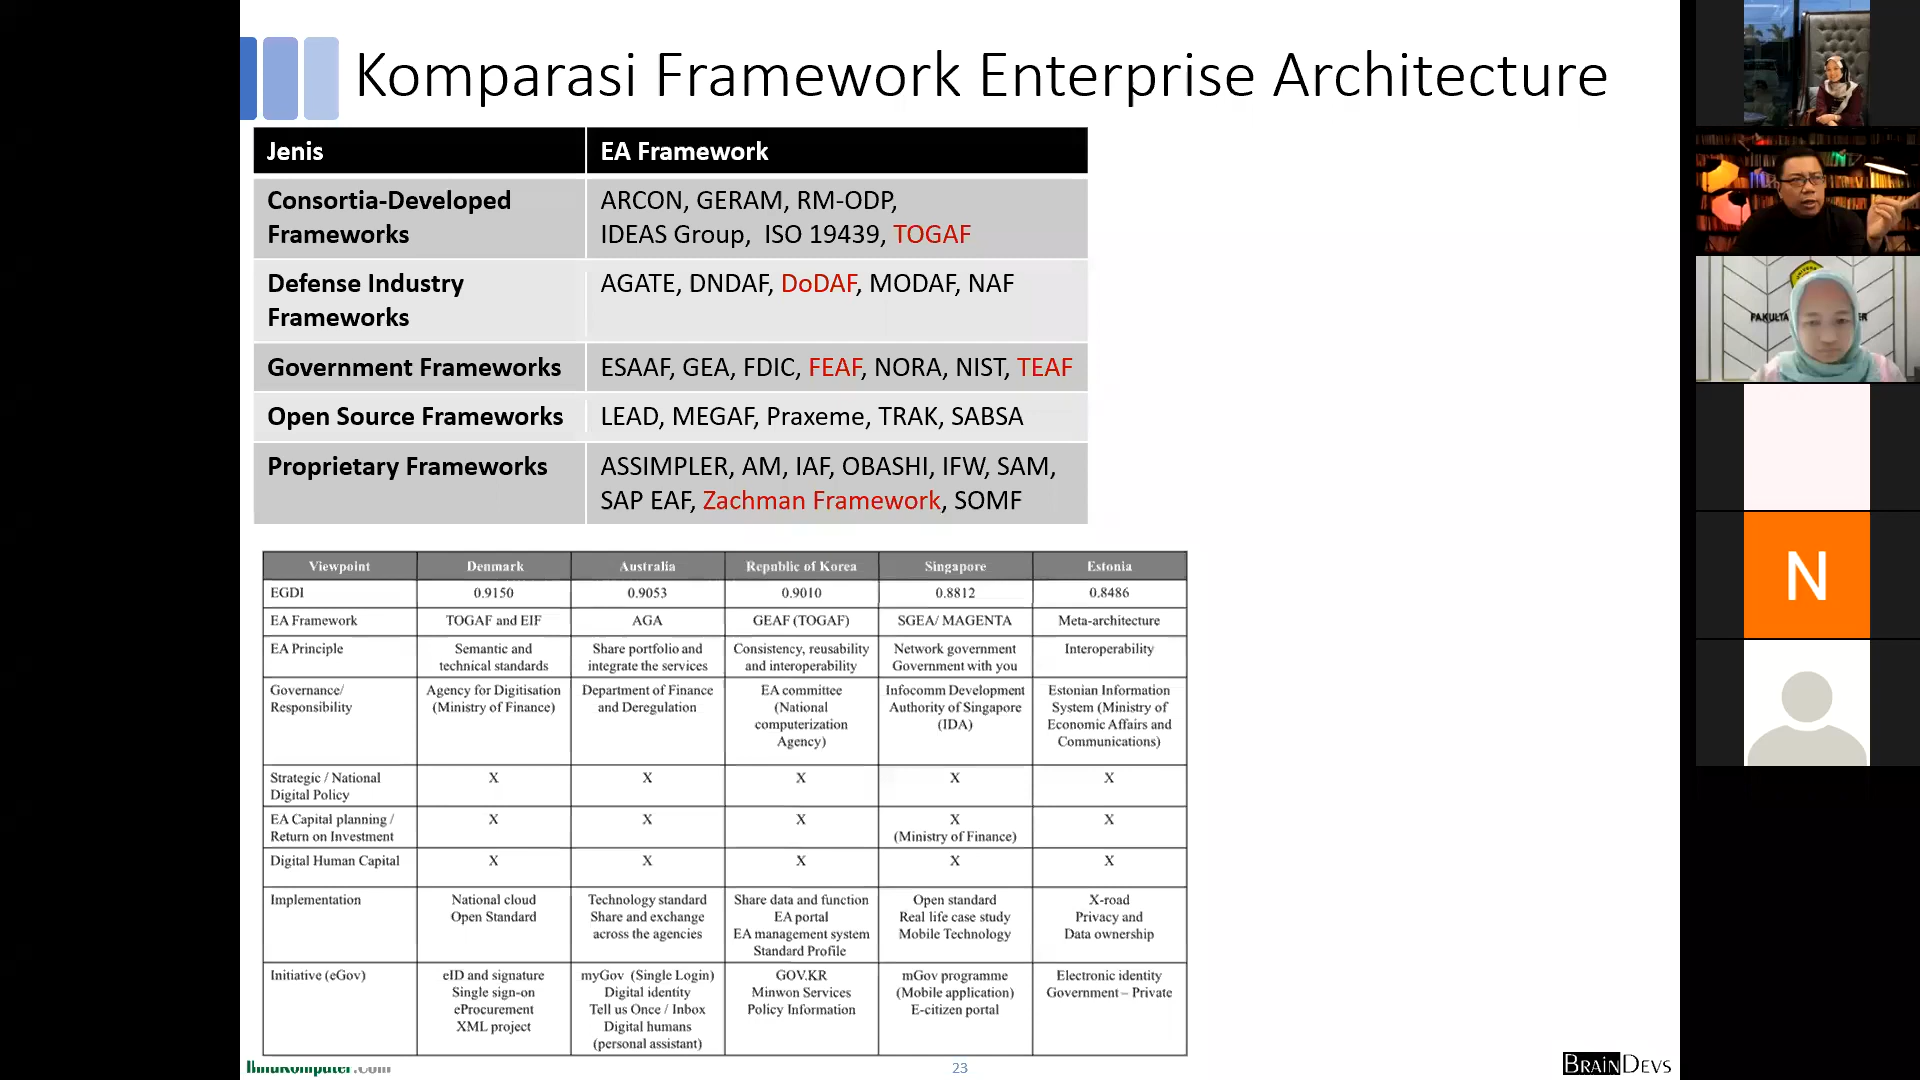 Komparasi Framework Enterprise Architecture
Jenis
EA Framework
Consortia-Developed
Frameworks
ARCON, GERAM, RM-ODP,
IDEAS Group, ISO 19439, TOGAF
Defense Industry
Frameworks
AGATE, DNDAF, DoDAF, MODAF, NAF
Government Frameworks
ESAAF, GEA, FDIC, FEAF, NORA, NIST, TEAF
Open Source Frameworks
LEAD, MEGAF, Praxeme, TRAK, SABSA
Proprietary Frameworks
ASSIMPLER, AM, IAF, OBASHI, IFW, SAM,
SAP EAF, Zachman Framework, SOMF
Viewpoint
Denmark
Australia
Republic of Korea
Singapore
Estonia
EGDI
0.9150
0.9053
0.9010
0.8812
0.8486
EA Framework
TOGAF and EIF
AGA
GEAF (TOGAF)
SGEA/ MAGENTA
Meta-architecture
EA Principle
Semantic and
technical standards
Share portfolio and
integrate the services
Consistency, reusability
and interoperability
Network government
Government with you
Interoperability
Governance/
Responsibility
Agency for Digitisation
(Ministry of Finance)
Department of Finance
and Deregulation
EA committee
(National
computerization
Agency)
Infocomm Development
Authority of Singapore
(IDA)
Estonian Information
System (Ministry of
Economic Affairs and
Communications)
Strategic / National
Digital Policy
X
X
X
X
X
EA Capital planning /
Return on Investment
X
X
X
X
(Ministry of Finance)
X
Digital Human Capital
X
X
X
X
X
Implementation
National cloud
Open Standard
Technology standard
Share and exchange
across the agencies
Share data and function
EA portal
EA management system
Standard Profile
Open standard
Real life case study
Mobile Technology
X-road
Privacy and
Data ownership
Initiative (eGov)
eID and signature
Single sign-on
eProcurement
XML project
myGov (Single Login)
Digital identity
Tell us Once / Inbox
Digital humans
(personal assistant)
GOV.KR
Minwon Services
Policy Information
mGov programme
(Mobile application)
E-citizen portal
Electronic identity
Government – Private
IlmuKomputer.Com
23
BRAINDEVS
N